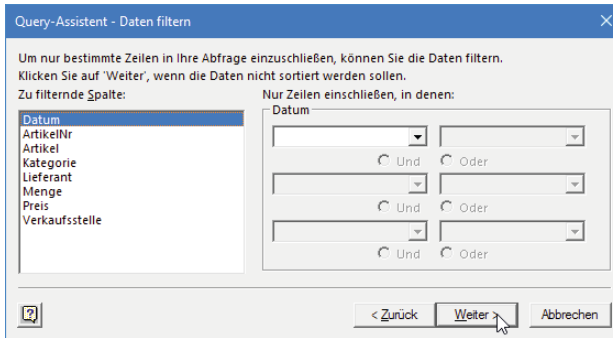 Query-Assistent - Daten filtern
Um nur bestimmte Zeilen in Ihre Abfrage einzuschließen, können Sie die Daten filtern.
Klicken Sie auf 'Weiter', wenn die Daten nicht sortiert werden sollen.
Zu filternde Spalte:
Datum
ArtikelNr
Artikel
Kategorie
Lieferant
Menge
Preis
Verkaufsstelle
Nur Zeilen einschließen, in denen:
Datum
Und Oder
Und Oder
Und Oder
< Zurück Weiter > Abbrechen